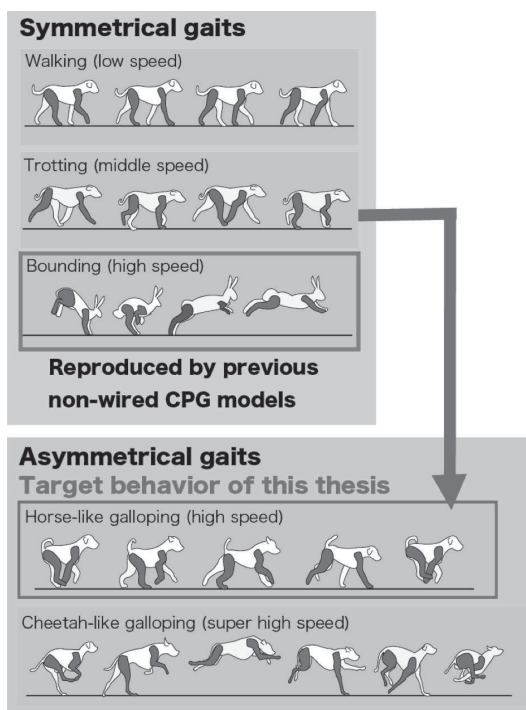 Symmetrical gaits
Walking (low speed)
Trotting (middle speed)
Bounding (high speed)
Reproduced by previous
non-wired CPG models
Asymmetrical gaits
Target behavior of this thesis
Horse-like galloping (high speed)
Cheetah-like galloping (super high speed)